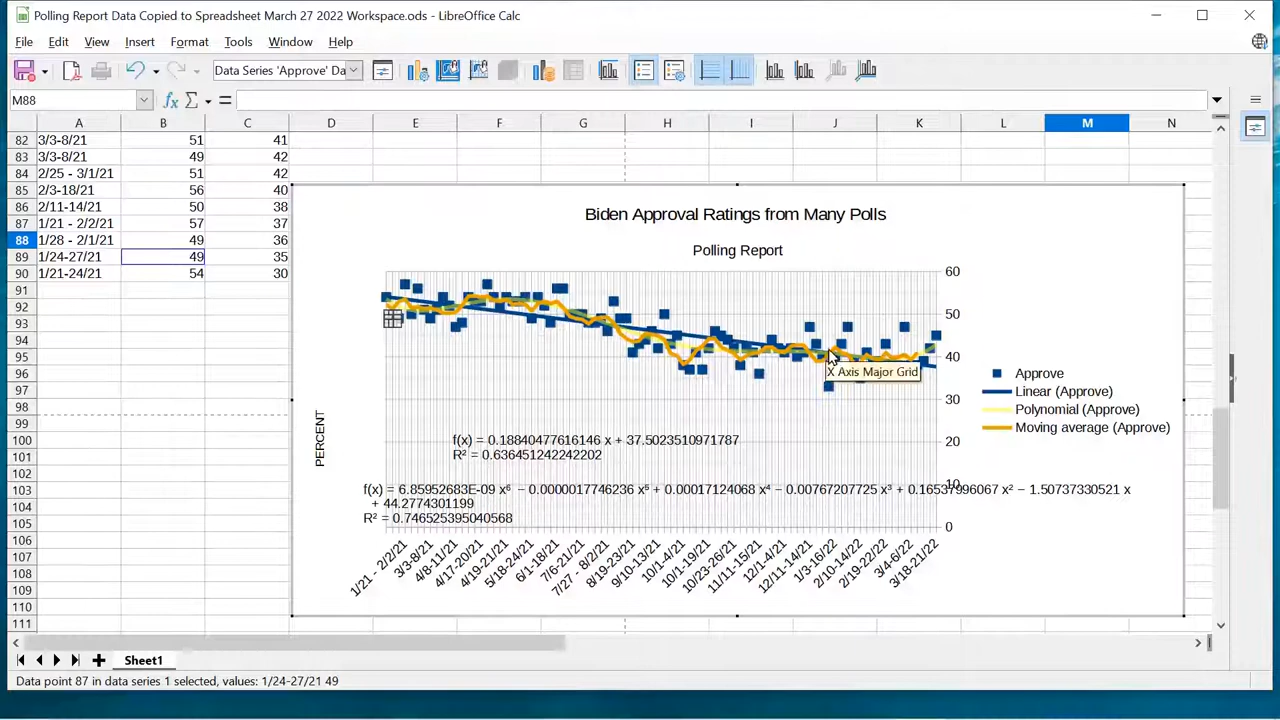 Polling Report Data Copied to Spreadsheet March 27 2022 Workspace.ods - LibreOffice Calc
File Edit View Insert Format Tools Window Help
Data Series 'Approve' Da
M88
A B C D E F G H I J K L M N
82 3/3-8/21 51 41
83 3/3-8/21 49 42
84 2/25 - 3/1/21 51 42
85 2/3-18/21 56 40
86 2/11-14/21 50 38
87 1/21 - 2/2/21 57 37
88 1/28 - 2/1/21 49 36
89 1/24-27/21 49 35
90 1/21-24/21 54 30
91
92
93
94
95
96
97
98
99
100
101
102
103
104
105
106
107
108
109
110
111
Biden Approval Ratings from Many Polls
Polling Report
60
50
40
30
20
10
0
PERCENT
X Axis Major Grid
Approve
Linear (Approve)
Polynomial (Approve)
Moving average (Approve)
f(x) = 0.18840477616146 x + 37.5023510971787
R² = 0.636451242242202
f(x) = 6.85952683E-09 x⁶ − 0.0000017746236 x⁵ + 0.00017124068 x⁴ − 0.00767207725 x³ + 0.16537996067 x² − 1.50737330521 x
+ 44.2774301199
R² = 0.746525395040568
1/21 - 2/2/21
3/3-8/21
4/8-11/21
4/17-20/21
4/19-21/21
5/18-24/21
6/1-18/21
7/6-21/21
7/27 - 8/2/21
8/19-23/21
9/10-13/21
10/1-4/21
10/1-19/21
10/23-26/21
11/11-15/21
12/1-4/21
12/11-14/21
1/3-16/22
2/10-14/22
2/19-22/22
3/4-6/22
3/18-21/22
Sheet1
Data point 87 in data series 1 selected, values: 1/24-27/21 49